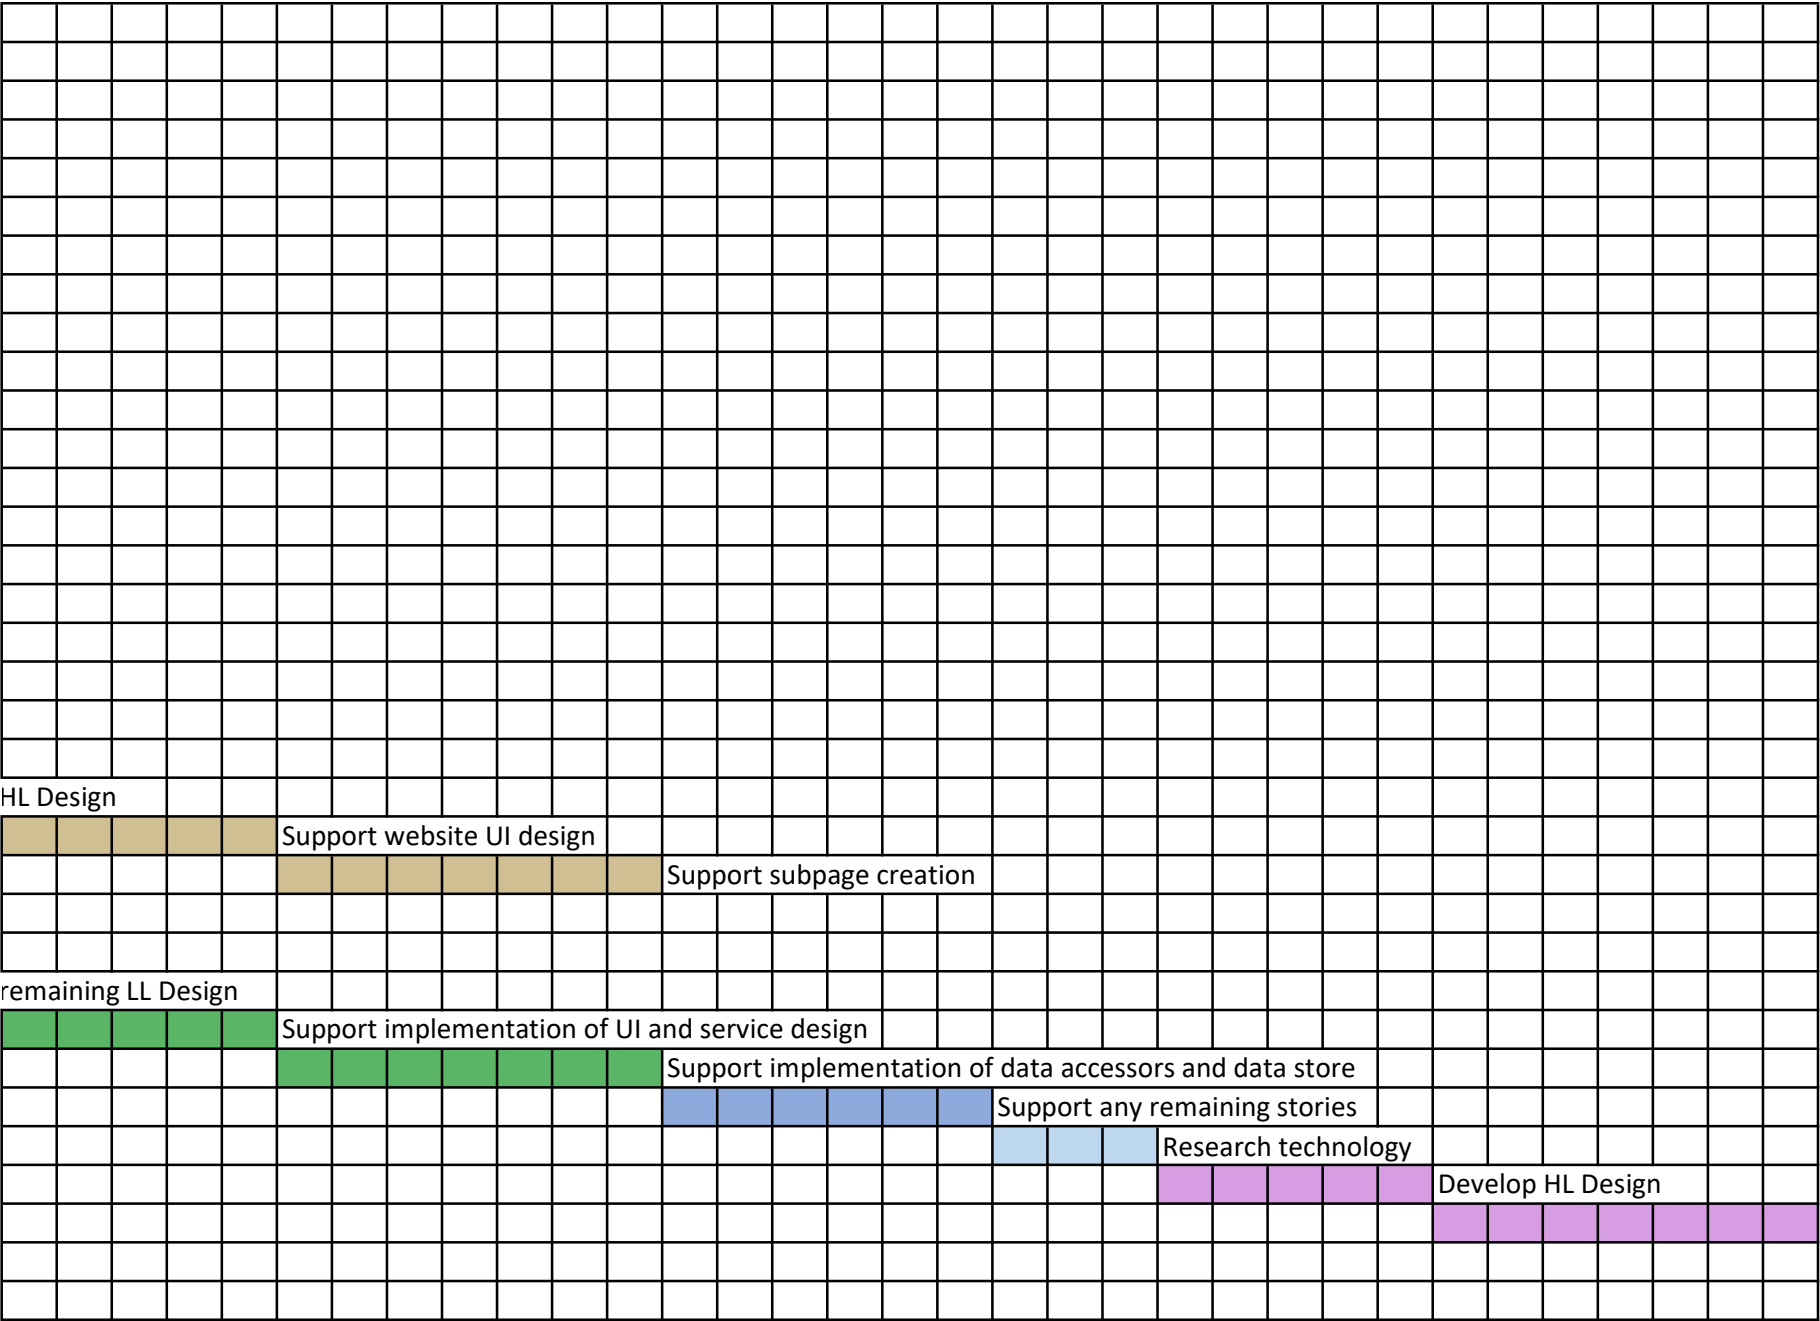 HL Design
Support website UI design
Support subpage creation
remaining LL Design
Support implementation of UI and service design
Support implementation of data accessors and data store
Support any remaining stories
Research technology
Develop HL Design